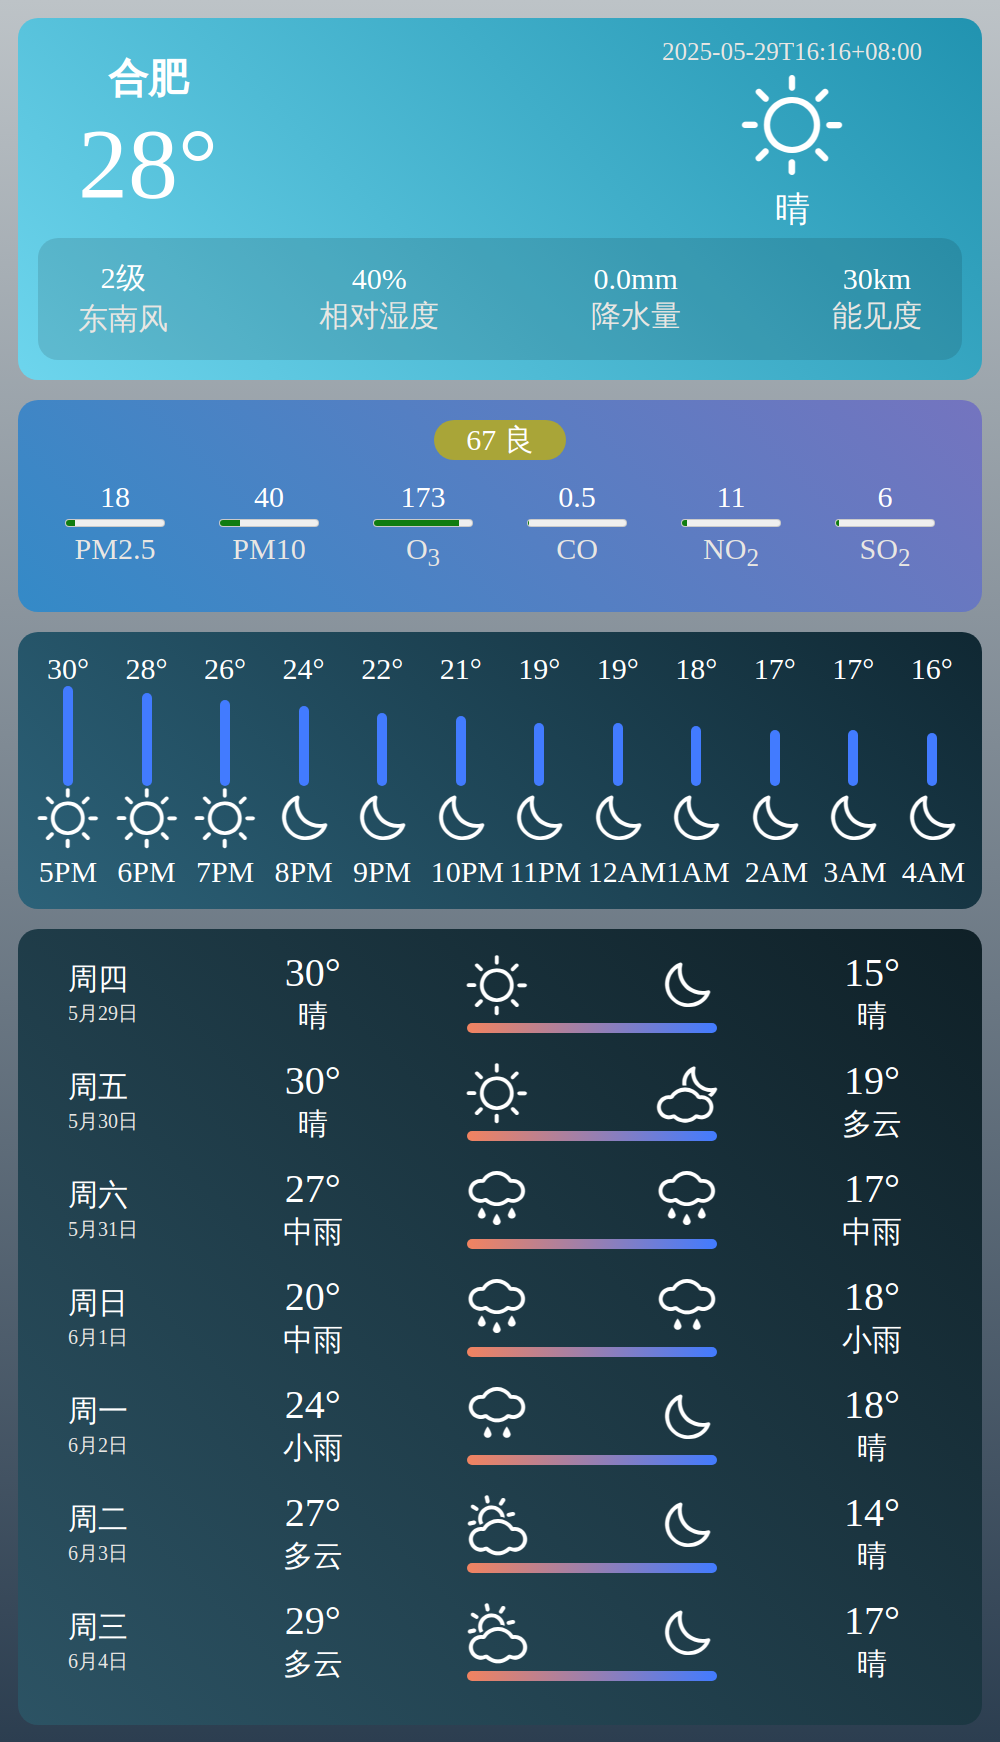 合肥
28°
2025-05-29T16:16+08:00
晴
2级 40% 0.0mm 30km
东南风 相对湿度 降水量 能见度
67 良
18 40 173 0.5 11 6
PM2.5 PM10 O3 CO NO2 SO2
30° 28° 26° 24° 22° 21° 19° 19° 18° 17° 17° 16°
5PM 6PM 7PM 8PM 9PM 10PM 11PM 12AM 1AM 2AM 3AM 4AM
周四 30° 15°
5月29日 晴 晴
周五 30° 19°
5月30日 晴 多云
周六 27° 17°
5月31日 中雨 中雨
周日 20° 18°
6月1日 中雨 小雨
周一 24° 18°
6月2日 小雨 晴
周二 27° 14°
6月3日 多云 晴
周三 29° 17°
6月4日 多云 晴